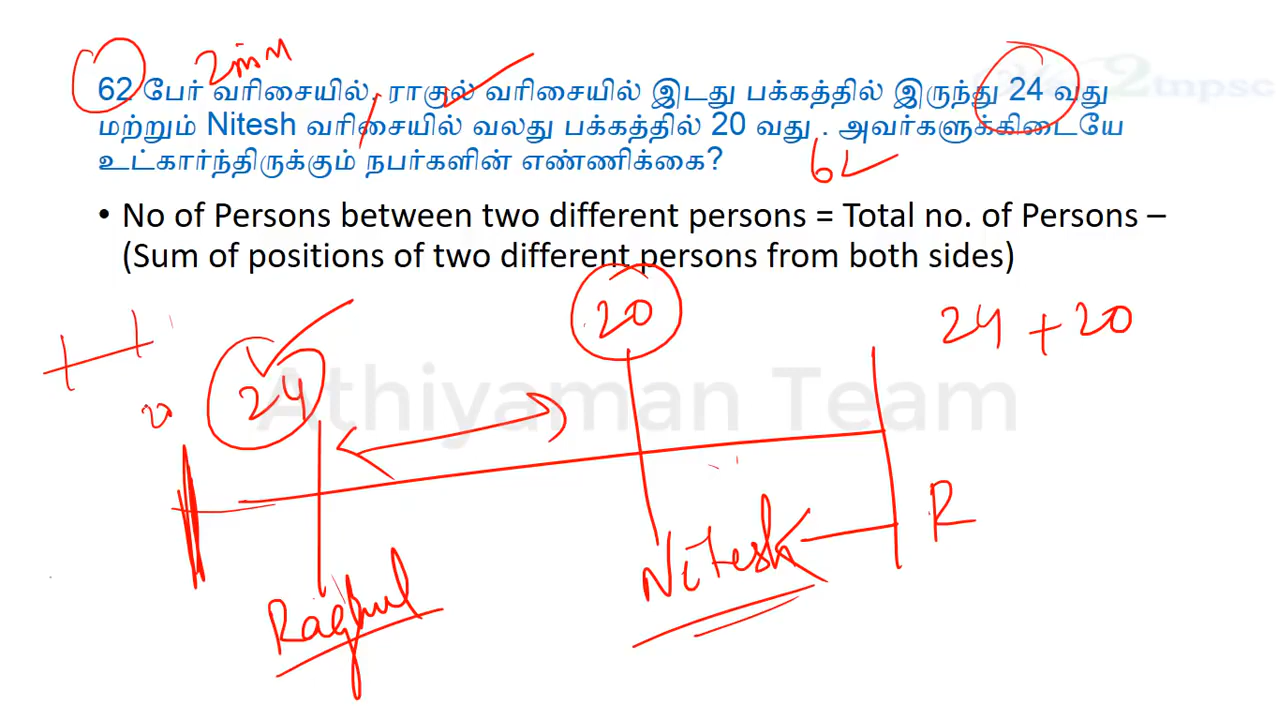 62 பேர் வரிசையில், ராகுல் வரிசையில் இடது பக்கத்தில் இருந்து 24 வது
மற்றும் Nitesh வரிசையில் வலது பக்கத்தில் 20 வது . அவர்களுக்கிடையே
உட்கார்ந்திருக்கும் நபர்களின் எண்ணிக்கை?
62
• No of Persons between two different persons = Total no. of Persons –
(Sum of positions of two different persons from both sides)
20
24 + 20
24
Athiyaman Team
R
Nitesh
Raghul
tnpsc